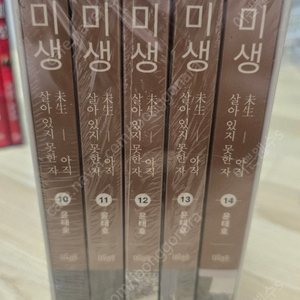 미생
未生 ― 아직
살아 있지 못한 자
10
윤태호
미생
未生 ― 아직
살아 있지 못한 자
11
윤태호
미생
未生 ― 아직
살아 있지 못한 자
12
윤태호
미생
未生 ― 아직
살아 있지 못한 자
13
윤태호
미생
未生 ― 아직
살아 있지 못한 자
14
윤태호